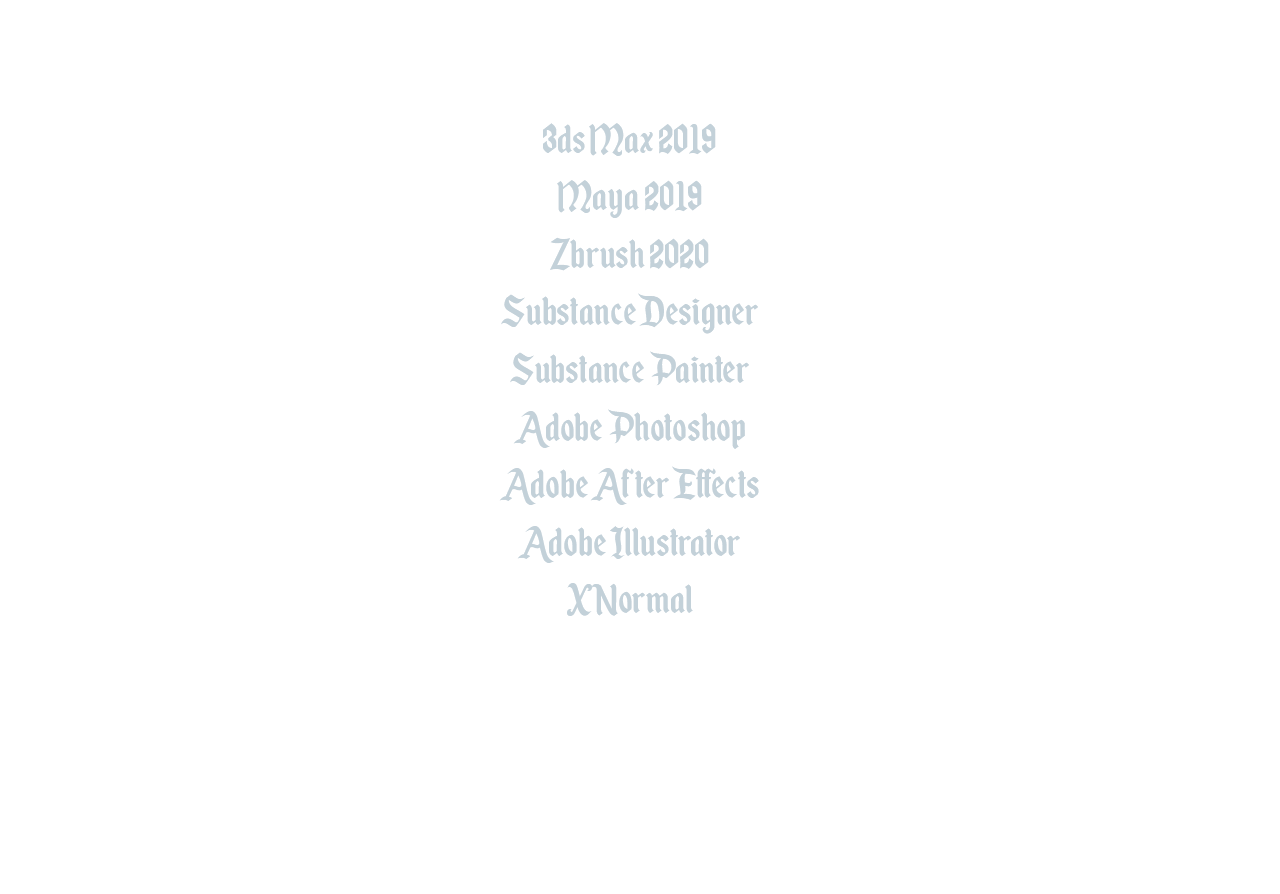 3ds Max 2019
Maya 2019
Zbrush 2020
Substance Designer
Substance Painter
Adobe Photoshop
Adobe After Effects
Adobe Illustrator
XNormal